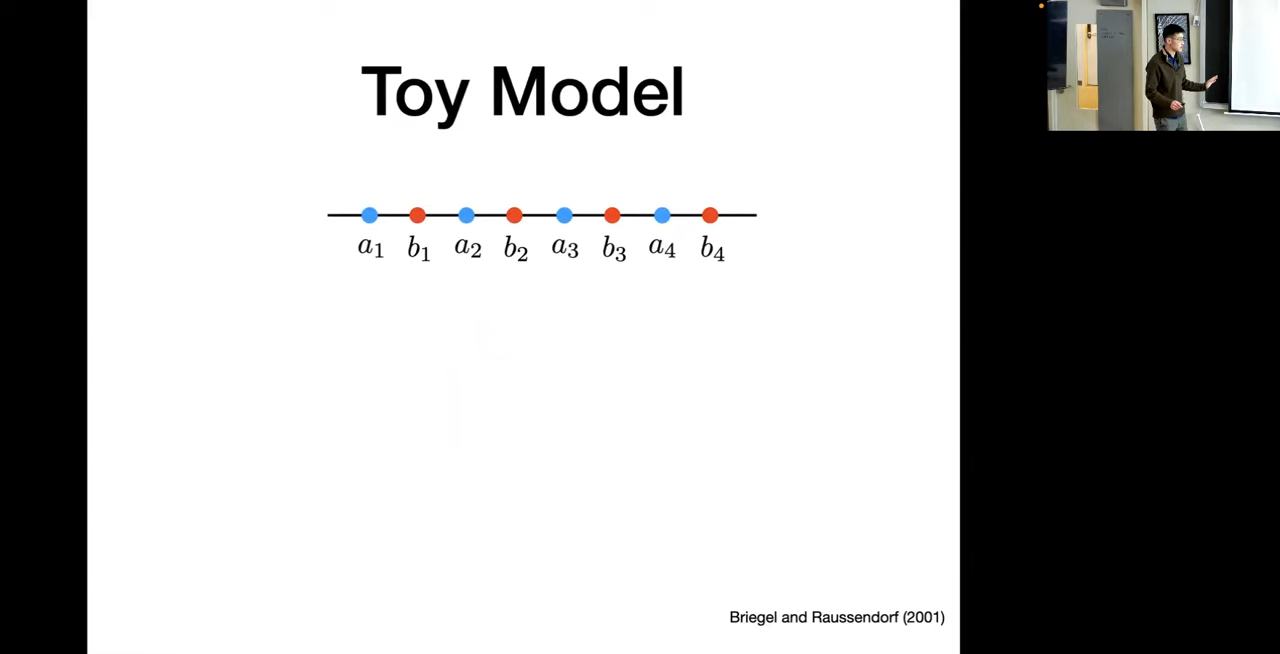 Toy Model
a₁ b₁ a₂ b₂ a₃ b₃ a₄ b₄
Briegel and Raussendorf (2001)